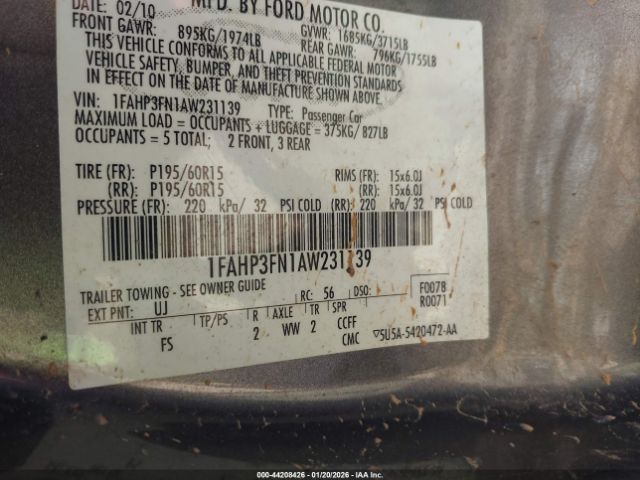 MFD. BY FORD MOTOR CO.
DATE: 02/10 GVWR: 1685KG/3715LB
FRONT GAWR: 895KG/1974LB REAR GAWR: 796KG/1755LB
THIS VEHICLE CONFORMS TO ALL APPLICABLE FEDERAL MOTOR
VEHICLE SAFETY, BUMPER, AND THEFT PREVENTION STANDARDS
IN EFFECT ON THE DATE OF MANUFACTURE SHOWN ABOVE.
VIN: 1FAHP3FN1AW231139 TYPE: Passenger Car
MAXIMUM LOAD = OCCUPANTS + LUGGAGE = 375KG/827LB
OCCUPANTS = 5 TOTAL; 2 FRONT, 3 REAR
TIRE (FR): P195/60R15 RIMS (FR): 15x6.0J
(RR): P195/60R15 (RR): 15x6.0J
PRESSURE (FR): 220 kPa/ 32 PSI COLD (RR): 220 kPa/ 32 PSI COLD
1FAHP3FN1AW231139
TRAILER TOWING - SEE OWNER GUIDE
EXT PNT: UJ RC: 56 DSO: F0078
R0071
INT TR TP/PS R AXLE TR SPR
FS 2 WW 2 CCFF
CMC ▽5U5A-5420472-AA
000-44208426 - 01/20/2026 - IAAI.COM